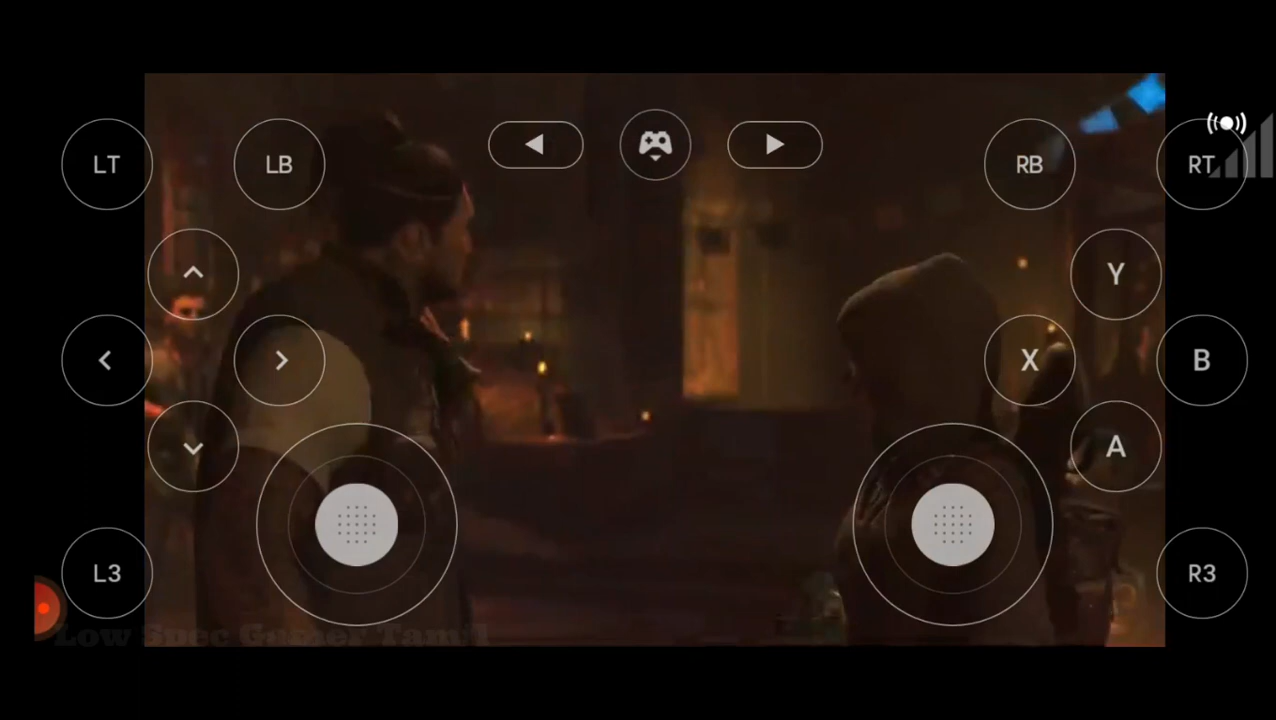 LT LB RB RT
Y
X B
A
L3 R3
Low Spec Gamer Tamil